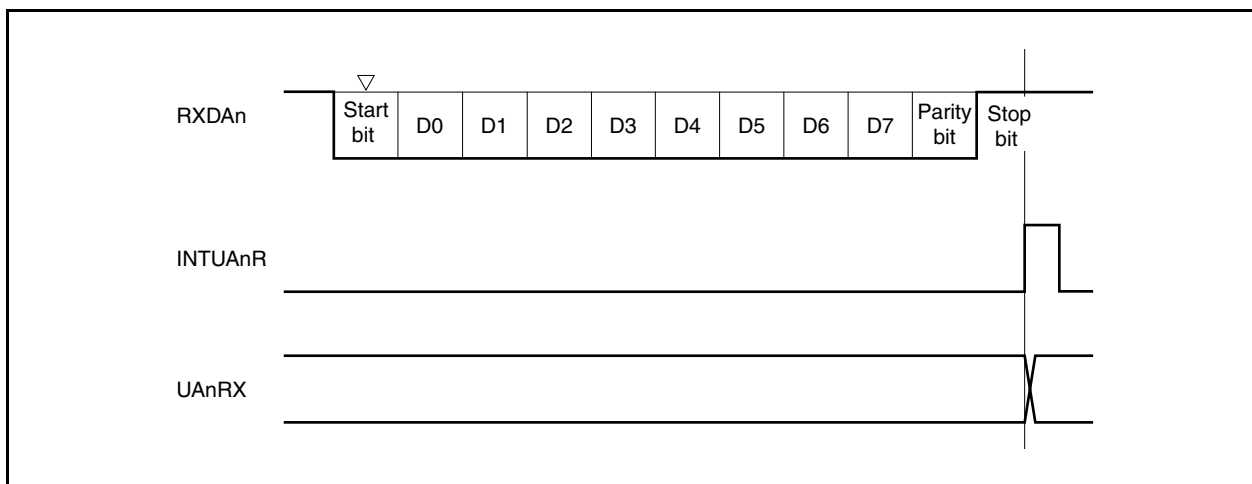 RXDAn
Start bit
D0
D1
D2
D3
D4
D5
D6
D7
Parity bit
Stop bit
INTUAnR
UAnRX